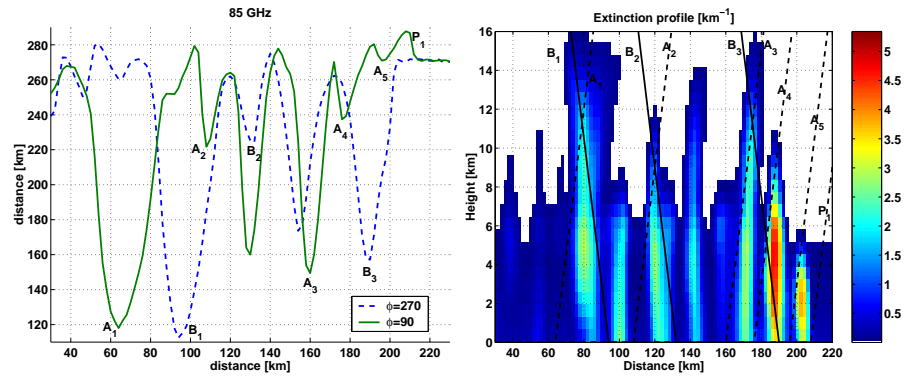 85 GHz
distance [km]
280
260
240
220
200
180
160
140
120
P₁
A₅
A₄
A₂
B₂
A₃
B₃
A₁
B₁
ϕ=270
ϕ=90
40 60 80 100 120 140 160 180 200 220
distance [km]
Extinction profile [km⁻¹]
Height [km]
16
14
12
10
8
6
4
2
0
B₁ B₂ A₂ B₃ A₃
A₁
A₄
A₅
P₁
40 60 80 100 120 140 160 180 200 220
Distance [km]
5
4.5
4
3.5
3
2.5
2
1.5
1
0.5